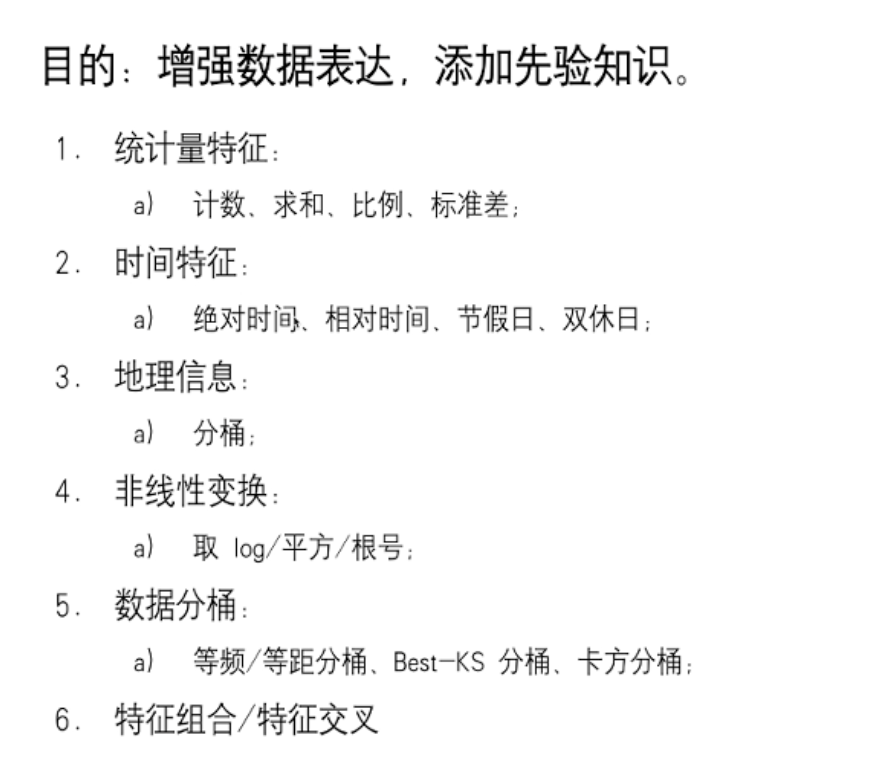 目的：增强数据表达，添加先验知识。
1. 统计量特征：
a) 计数、求和、比例、标准差；
2. 时间特征：
a) 绝对时间、相对时间、节假日、双休日；
3. 地理信息：
a) 分桶；
4. 非线性变换：
a) 取 log/平方/根号；
5. 数据分桶：
a) 等频/等距分桶、Best-KS 分桶、卡方分桶；
6. 特征组合/特征交叉